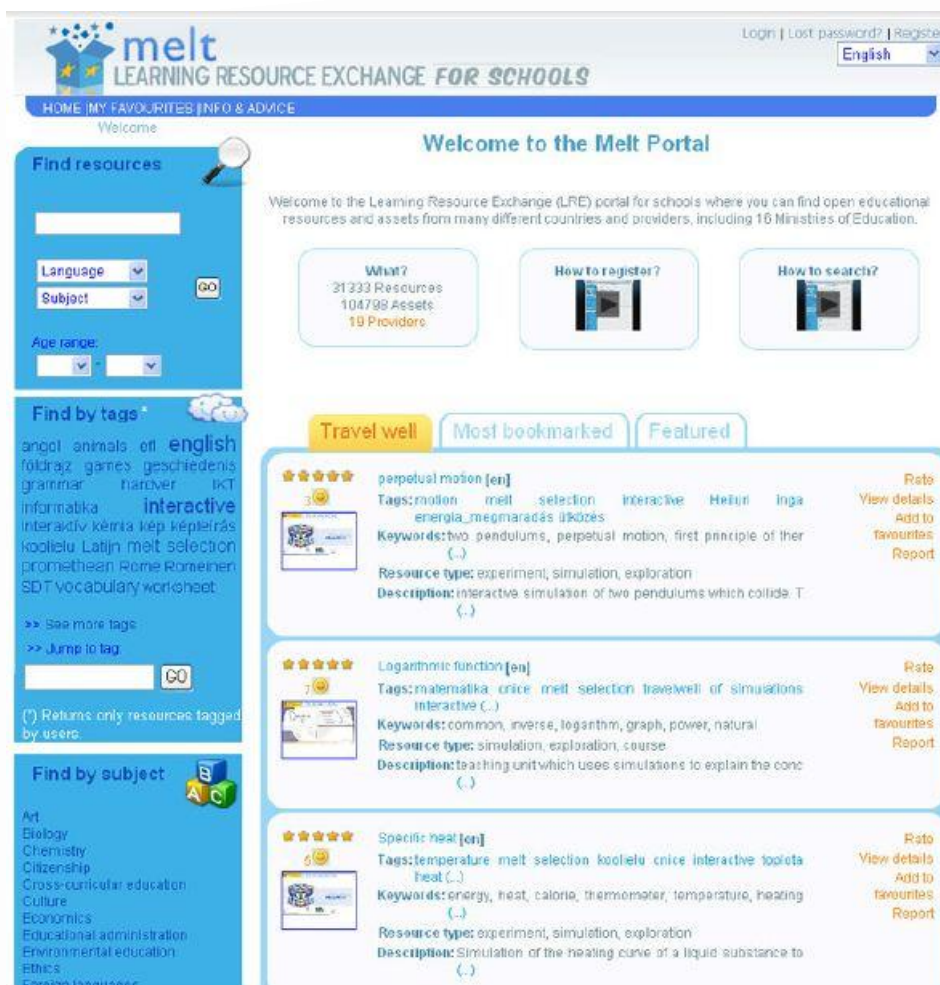 melt
LEARNING RESOURCE EXCHANGE FOR SCHOOLS
Login | Lost password? | Registe
English
HOME |MY FAVOURITES |INFO & ADVICE
Welcome
Find resources
Language
Subject
GO
Age range:
-
Find by tags *
angol animals efl english
földrajz games geschiedenis
grammar hardver IKT
informatika interactive
interaktív kémia kép képleírás
koolielu Latijn melt selection
promethean Rome Romeinen
SDT vocabulary worksheet
>> See more tags
>> Jump to tag:
GO
(*) Returns only resources tagged
by users.
Find by subject
Art
Biology
Chemistry
Citizenship
Cross-curricular education
Culture
Economics
Educational administration
Environmental education
Ethics
Foreign languages
Welcome to the Melt Portal
Welcome to the Learning Resource Exchange (LRE) portal for schools where you can find open educational
resources and assets from many different countries and providers, including 16 Ministries of Education.
What?
31333 Resources
104798 Assets
19 Providers
How to register?
How to search?
Travel well
Most bookmarked
Featured
3
perpetual motion [en]
Tags: motion melt selection interactive Heliuri inga
energia_megmaradás ütközés
Keywords: two pendulums, perpetual motion, first principle of ther
(...)
Resource type: experiment, simulation, exploration
Description: interactive simulation of two pendulums which collide. T
(...)
Rate
View details
Add to
favourites
Report
7
Logarithmic function [en]
Tags: matematika cnice melt selection travelwell of simulations
interactive (...)
Keywords: common, inverse, logarithm, graph, power, natural
Resource type: simulation, exploration, course
Description: teaching unit which uses simulations to explain the conc
(...)
Rate
View details
Add to
favourites
Report
6
Specific heat [en]
Tags: temperature melt selection koolielu cnice interactive toplota
heat (...)
Keywords: energy, heat, calorie, thermometer, temperature, heating
(...)
Resource type: experiment, simulation, exploration
Description: Simulation of the heating curve of a liquid substance to
(...)
Rate
View details
Add to
favourites
Report